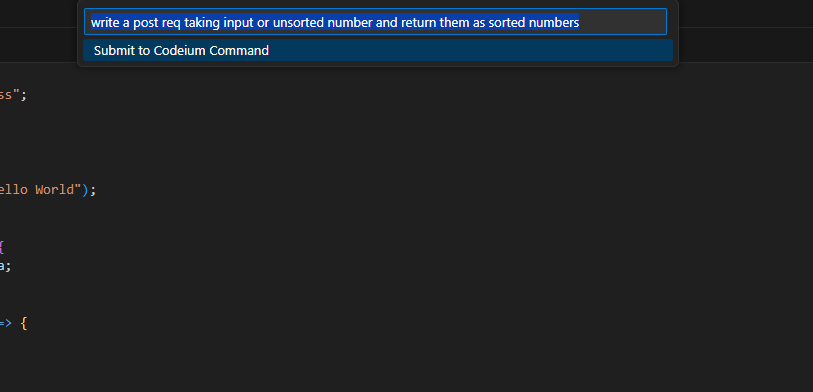 write a post req taking input or unsorted number and return them as sorted numbers
Submit to Codeium Command
ss";
ello World");
{
a;
=> {